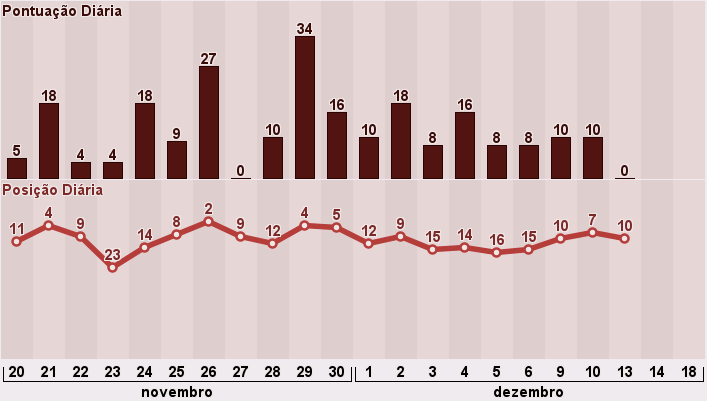 Pontuação Diária
5 18 4 4 18 9 27 0 10 34 16 10 18 8 16 8 8 10 10 0
Posição Diária
11 4 9 23 14 8 2 9 12 4 5 12 9 15 14 16 15 10 7 10
20 21 22 23 24 25 26 27 28 29 30 1 2 3 4 5 6 9 10 13 14 18
novembro dezembro